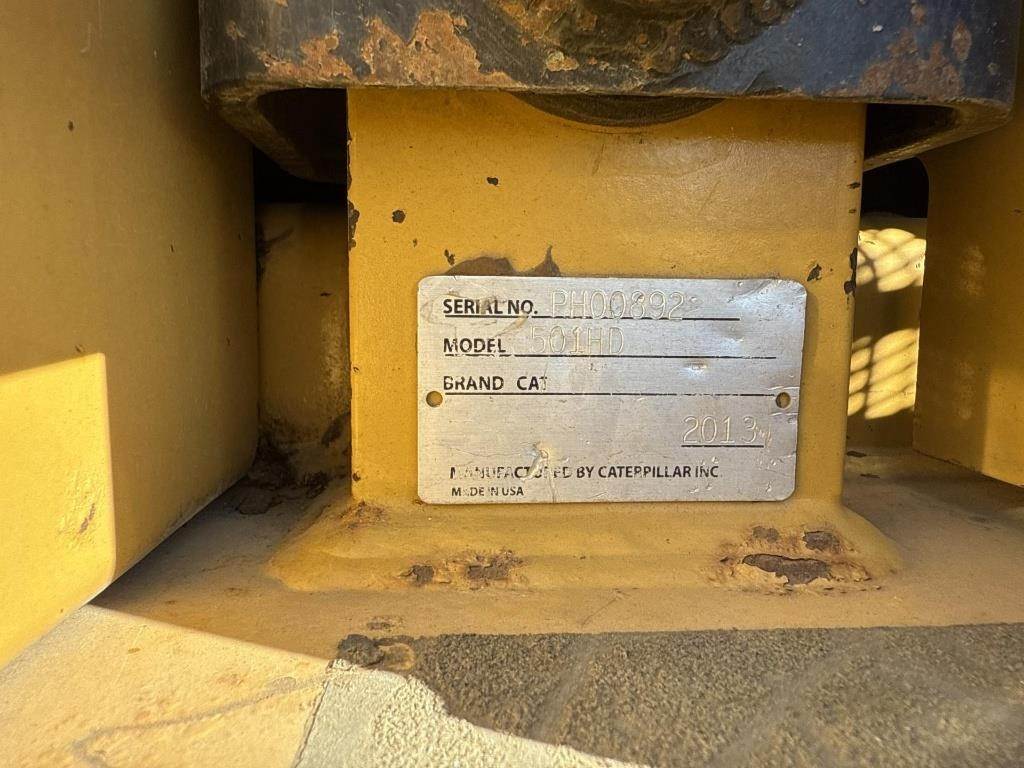 SERIAL NO. PH00892
MODEL 501HD
BRAND CAT
2013
MANUFACTURED BY CATERPILLAR INC.
MADE IN USA